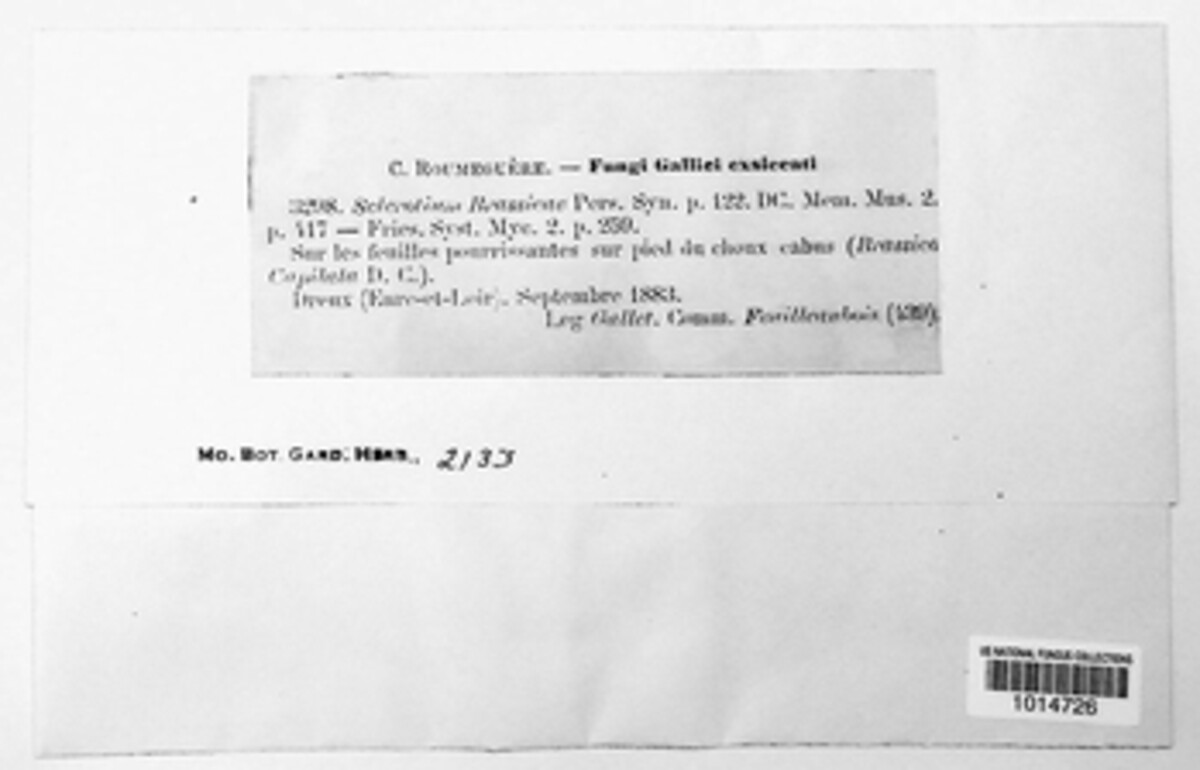 C. ROUMEGUÈRE. — Fungi Gallici exsiccati
3298. Sclerotium Brassicae Pers. Syn. p. 122. DC. Mem. Mus. 2.
p. 417 — Fries. Syst. Myc. 2. p. 259.
Sur les feuilles pourrissantes sur pied du choux cabus (Brassica
Capitata D. C.).
Dreux (Eure-et-Loir). Septembre 1883.
Leg Gallet. Comm. Feuilleaubois
MO. BOT. GARD. HERB., 2133
US NATIONAL FUNGUS COLLECTIONS
1014726